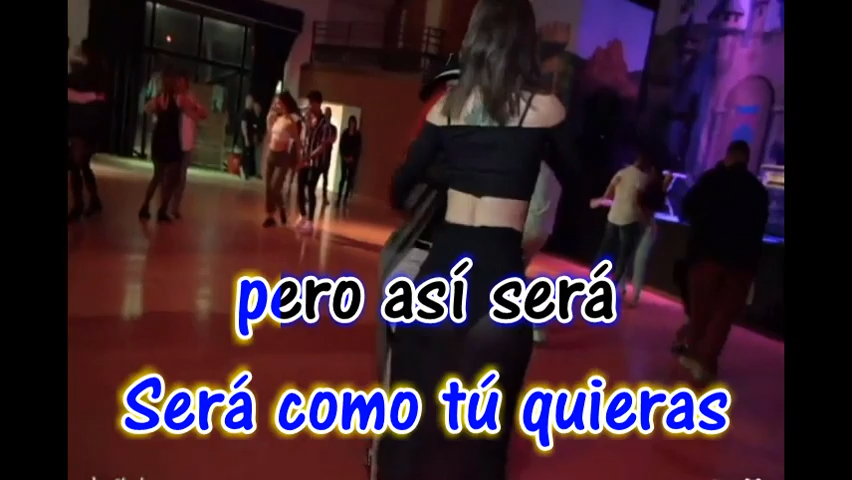 pero así será
Será como tú quieras